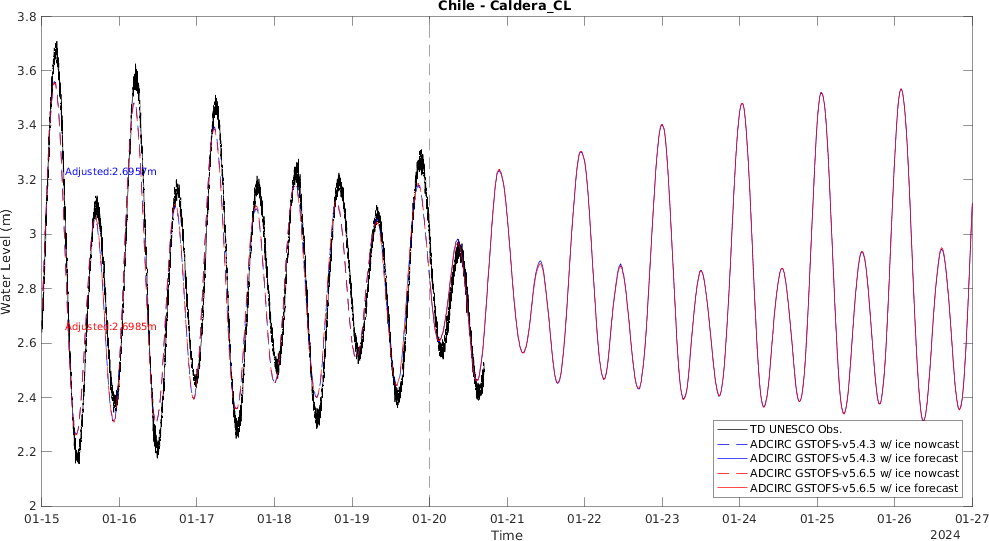 Chile - Caldera_CL
3.8
3.6
3.4
3.2
3
2.8
2.6
2.4
2.2
2
Water Level (m)
Adjusted:2.6957m
Adjusted:2.6985m
TD UNESCO Obs.
ADCIRC GSTOFS-v5.4.3 w/ ice nowcast
ADCIRC GSTOFS-v5.4.3 w/ ice forecast
ADCIRC GSTOFS-v5.6.5 w/ ice nowcast
ADCIRC GSTOFS-v5.6.5 w/ ice forecast
01-15 01-16 01-17 01-18 01-19 01-20 01-21 01-22 01-23 01-24 01-25 01-26 01-27
Time
2024